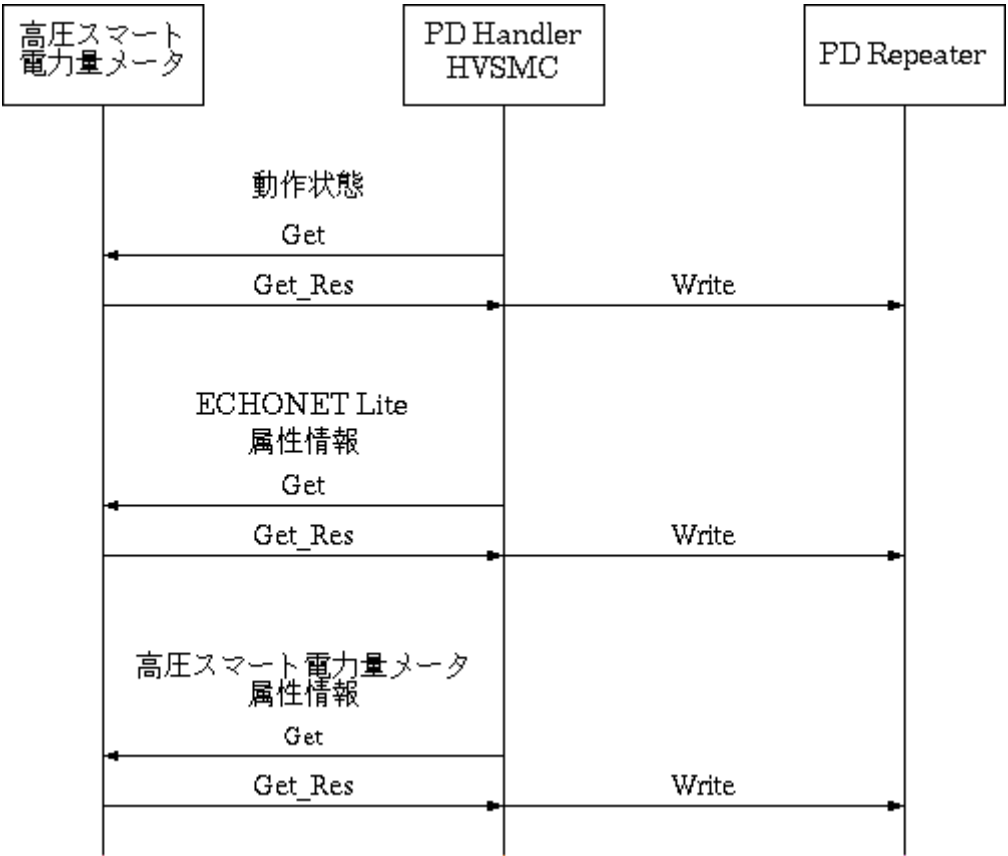 高圧スマート
電力量メータ
PD Handler
HVSMC
PD Repeater
動作状態
Get
Get_Res
Write
ECHONET Lite
属性情報
Get
Get_Res
Write
高圧スマート電力量メータ
属性情報
Get
Get_Res
Write